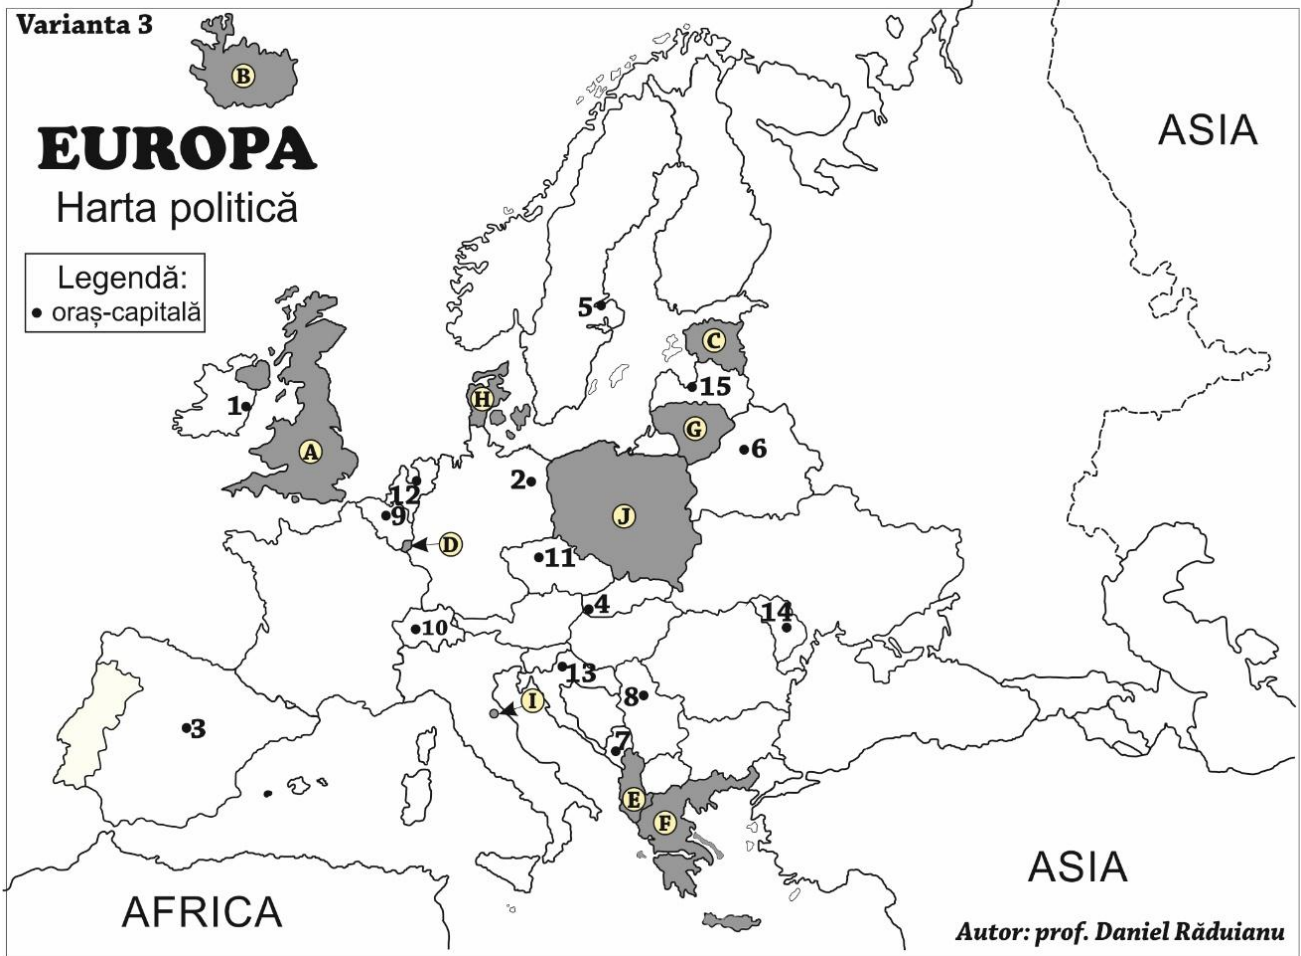 Varianta 3
B
EUROPA
Harta politică
ASIA
Legendă:
• oraș-capitală
5
C
15
H
1
G
A
6
2
12
9
J
D
11
4
14
10
13
I
8
3
7
E
F
ASIA
AFRICA
Autor: prof. Daniel Răduianu